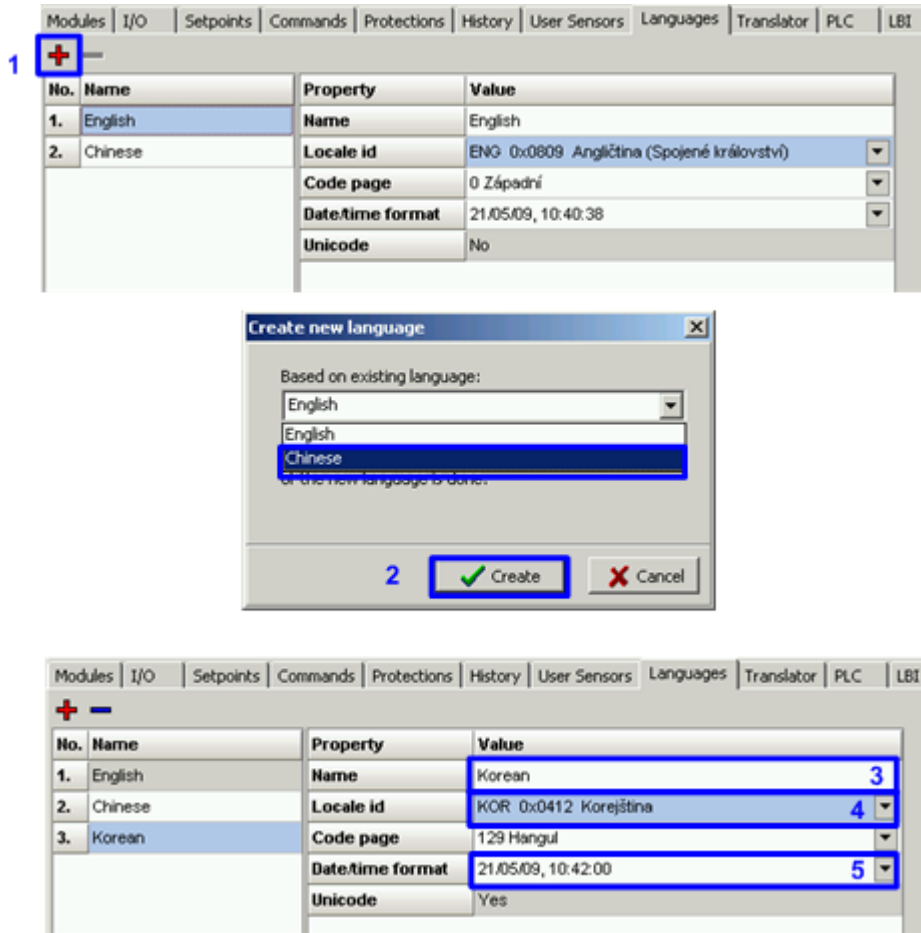 Modules I/O Setpoints Commands Protections History User Sensors Languages Translator PLC LBI
1
No. Name Property Value
1. English Name English
2. Chinese Locale id ENG 0x0809 Angličtina (Spojené království)
Code page 0 Západní
Date/time format 21/05/09, 10:40:38
Unicode No
Create new language
Based on existing language:
English
English
Chinese
of the new language is done.
2 Create Cancel
Modules I/O Setpoints Commands Protections History User Sensors Languages Translator PLC LBI
No. Name Property Value
1. English Name Korean 3
2. Chinese Locale id KOR 0x0412 Korejština 4
3. Korean Code page 129 Hangul
Date/time format 21/05/09, 10:42:00 5
Unicode Yes